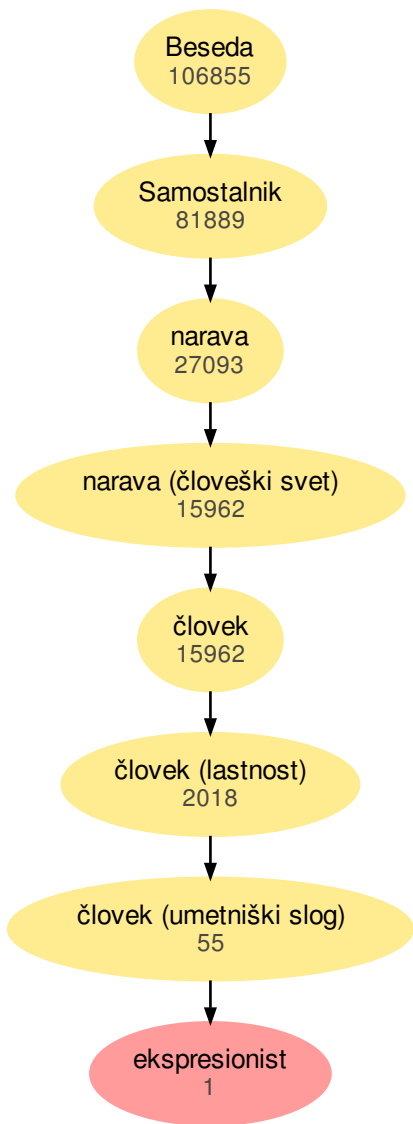 Beseda
106855
Samostalnik
81889
narava
27093
narava (človeški svet)
15962
človek
15962
človek (lastnost)
2018
človek (umetniški slog)
55
ekspresionist
1